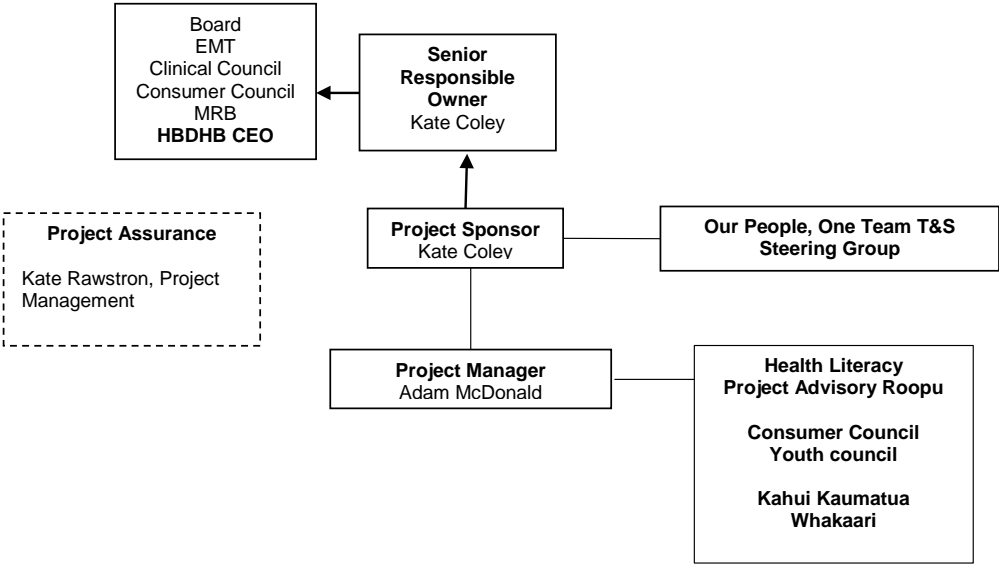 Board
EMT
Clinical Council
Consumer Council
MRB
HBDHB CEO
Senior
Responsible
Owner
Kate Coley
Project Assurance
Kate Rawstron, Project
Management
Project Sponsor
Kate Coley
Our People, One Team T&S
Steering Group
Project Manager
Adam McDonald
Health Literacy
Project Advisory Roopu
Consumer Council
Youth council
Kahui Kaumatua
Whakaari